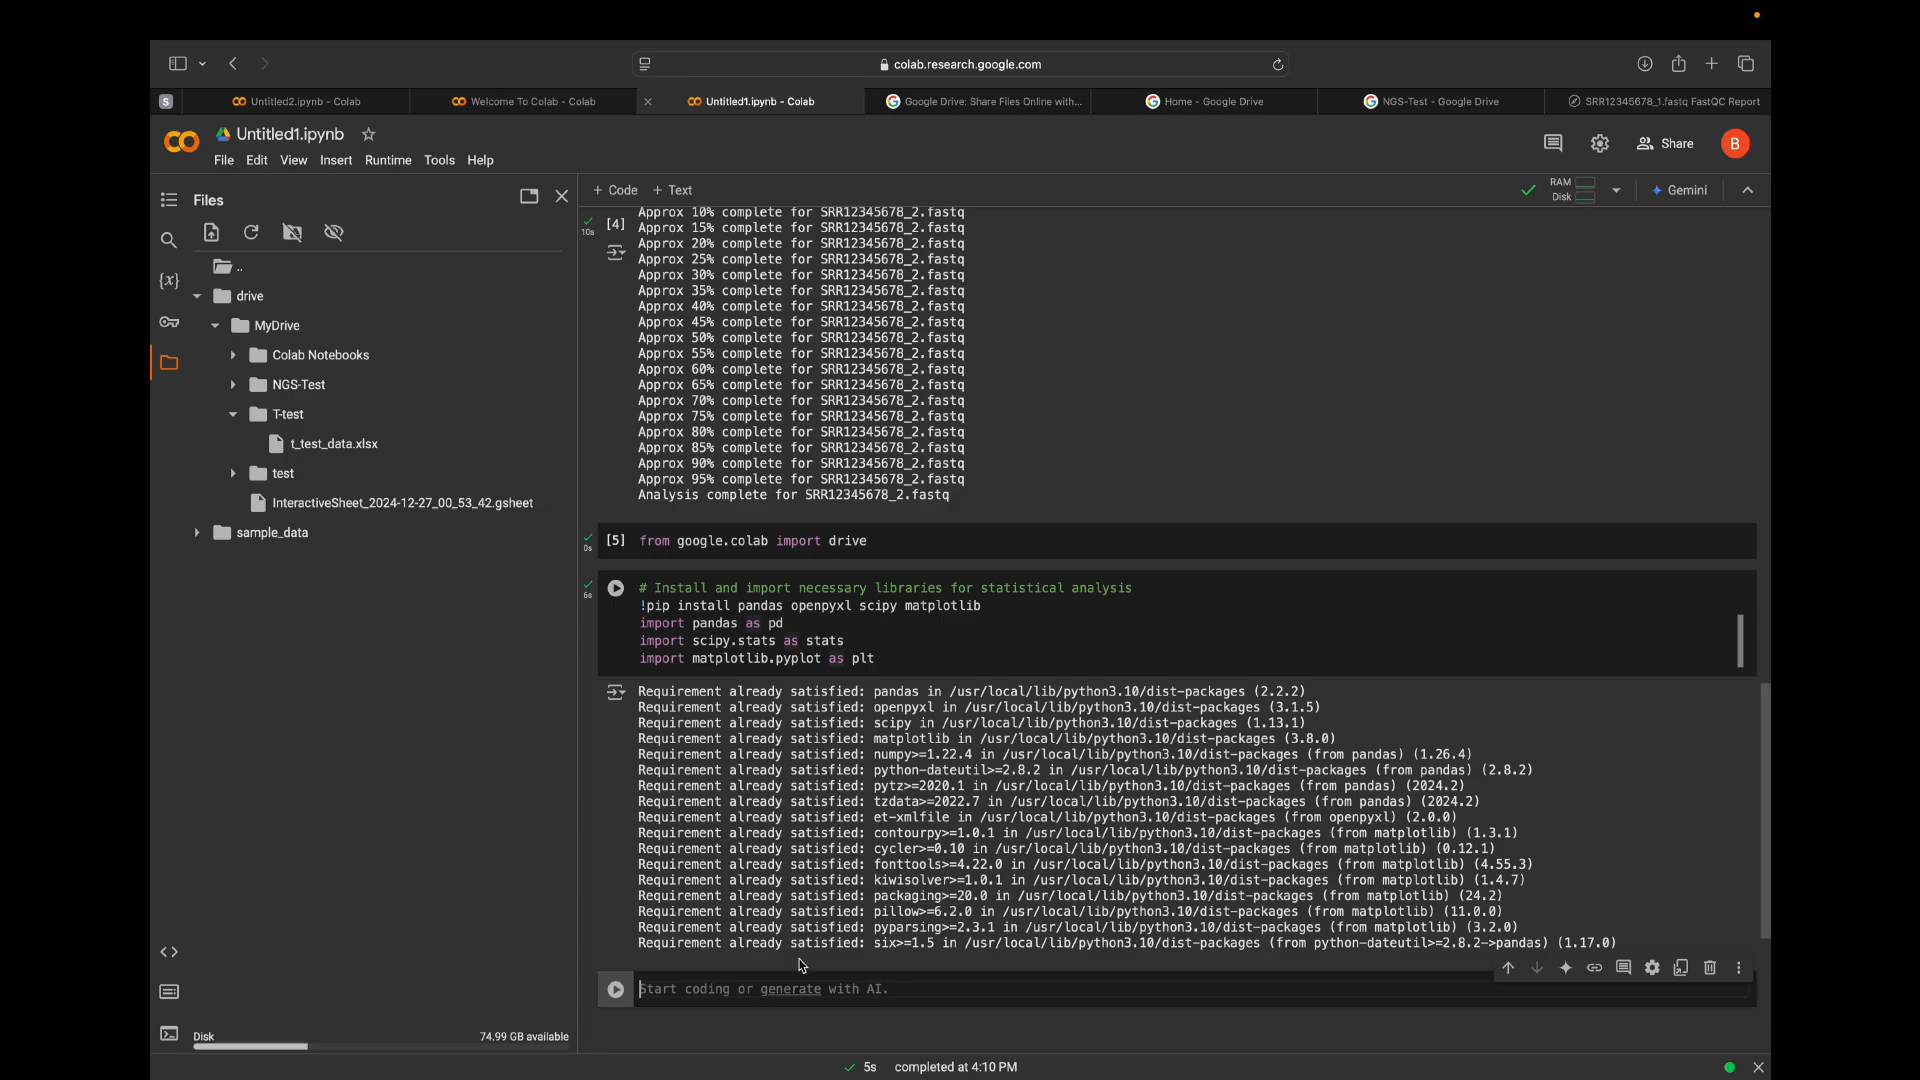 colab.research.google.com
S
Untitled2.ipynb - Colab
Welcome To Colab - Colab
Untitled1.ipynb - Colab
Google Drive: Share Files Online with...
Home - Google Drive
NGS-Test - Google Drive
SRR12345678_1.fastq FastQC Report
Untitled1.ipynb
File Edit View Insert Runtime Tools Help
Share
B
Files
+ Code + Text
RAM
Disk
Gemini
..
drive
MyDrive
Colab Notebooks
NGS-Test
T-test
t_test_data.xlsx
test
InteractiveSheet_2024-12-27_00_53_42.gsheet
sample_data
{x}
Disk
74.99 GB available
10s
[4]
Approx 10% complete for SRR12345678_2.fastq
Approx 15% complete for SRR12345678_2.fastq
Approx 20% complete for SRR12345678_2.fastq
Approx 25% complete for SRR12345678_2.fastq
Approx 30% complete for SRR12345678_2.fastq
Approx 35% complete for SRR12345678_2.fastq
Approx 40% complete for SRR12345678_2.fastq
Approx 45% complete for SRR12345678_2.fastq
Approx 50% complete for SRR12345678_2.fastq
Approx 55% complete for SRR12345678_2.fastq
Approx 60% complete for SRR12345678_2.fastq
Approx 65% complete for SRR12345678_2.fastq
Approx 70% complete for SRR12345678_2.fastq
Approx 75% complete for SRR12345678_2.fastq
Approx 80% complete for SRR12345678_2.fastq
Approx 85% complete for SRR12345678_2.fastq
Approx 90% complete for SRR12345678_2.fastq
Approx 95% complete for SRR12345678_2.fastq
Analysis complete for SRR12345678_2.fastq
0s
[5] from google.colab import drive
6s
# Install and import necessary libraries for statistical analysis
!pip install pandas openpyxl scipy matplotlib
import pandas as pd
import scipy.stats as stats
import matplotlib.pyplot as plt
Requirement already satisfied: pandas in /usr/local/lib/python3.10/dist-packages (2.2.2)
Requirement already satisfied: openpyxl in /usr/local/lib/python3.10/dist-packages (3.1.5)
Requirement already satisfied: scipy in /usr/local/lib/python3.10/dist-packages (1.13.1)
Requirement already satisfied: matplotlib in /usr/local/lib/python3.10/dist-packages (3.8.0)
Requirement already satisfied: numpy>=1.22.4 in /usr/local/lib/python3.10/dist-packages (from pandas) (1.26.4)
Requirement already satisfied: python-dateutil>=2.8.2 in /usr/local/lib/python3.10/dist-packages (from pandas) (2.8.2)
Requirement already satisfied: pytz>=2020.1 in /usr/local/lib/python3.10/dist-packages (from pandas) (2024.2)
Requirement already satisfied: tzdata>=2022.7 in /usr/local/lib/python3.10/dist-packages (from pandas) (2024.2)
Requirement already satisfied: et-xmlfile in /usr/local/lib/python3.10/dist-packages (from openpyxl) (2.0.0)
Requirement already satisfied: contourpy>=1.0.1 in /usr/local/lib/python3.10/dist-packages (from matplotlib) (1.3.1)
Requirement already satisfied: cycler>=0.10 in /usr/local/lib/python3.10/dist-packages (from matplotlib) (0.12.1)
Requirement already satisfied: fonttools>=4.22.0 in /usr/local/lib/python3.10/dist-packages (from matplotlib) (4.55.3)
Requirement already satisfied: kiwisolver>=1.0.1 in /usr/local/lib/python3.10/dist-packages (from matplotlib) (1.4.7)
Requirement already satisfied: packaging>=20.0 in /usr/local/lib/python3.10/dist-packages (from matplotlib) (24.2)
Requirement already satisfied: pillow>=6.2.0 in /usr/local/lib/python3.10/dist-packages (from matplotlib) (11.0.0)
Requirement already satisfied: pyparsing>=2.3.1 in /usr/local/lib/python3.10/dist-packages (from matplotlib) (3.2.0)
Requirement already satisfied: six>=1.5 in /usr/local/lib/python3.10/dist-packages (from python-dateutil>=2.8.2->pandas) (1.17.0)
Start coding or generate with AI.
5s completed at 4:10 PM